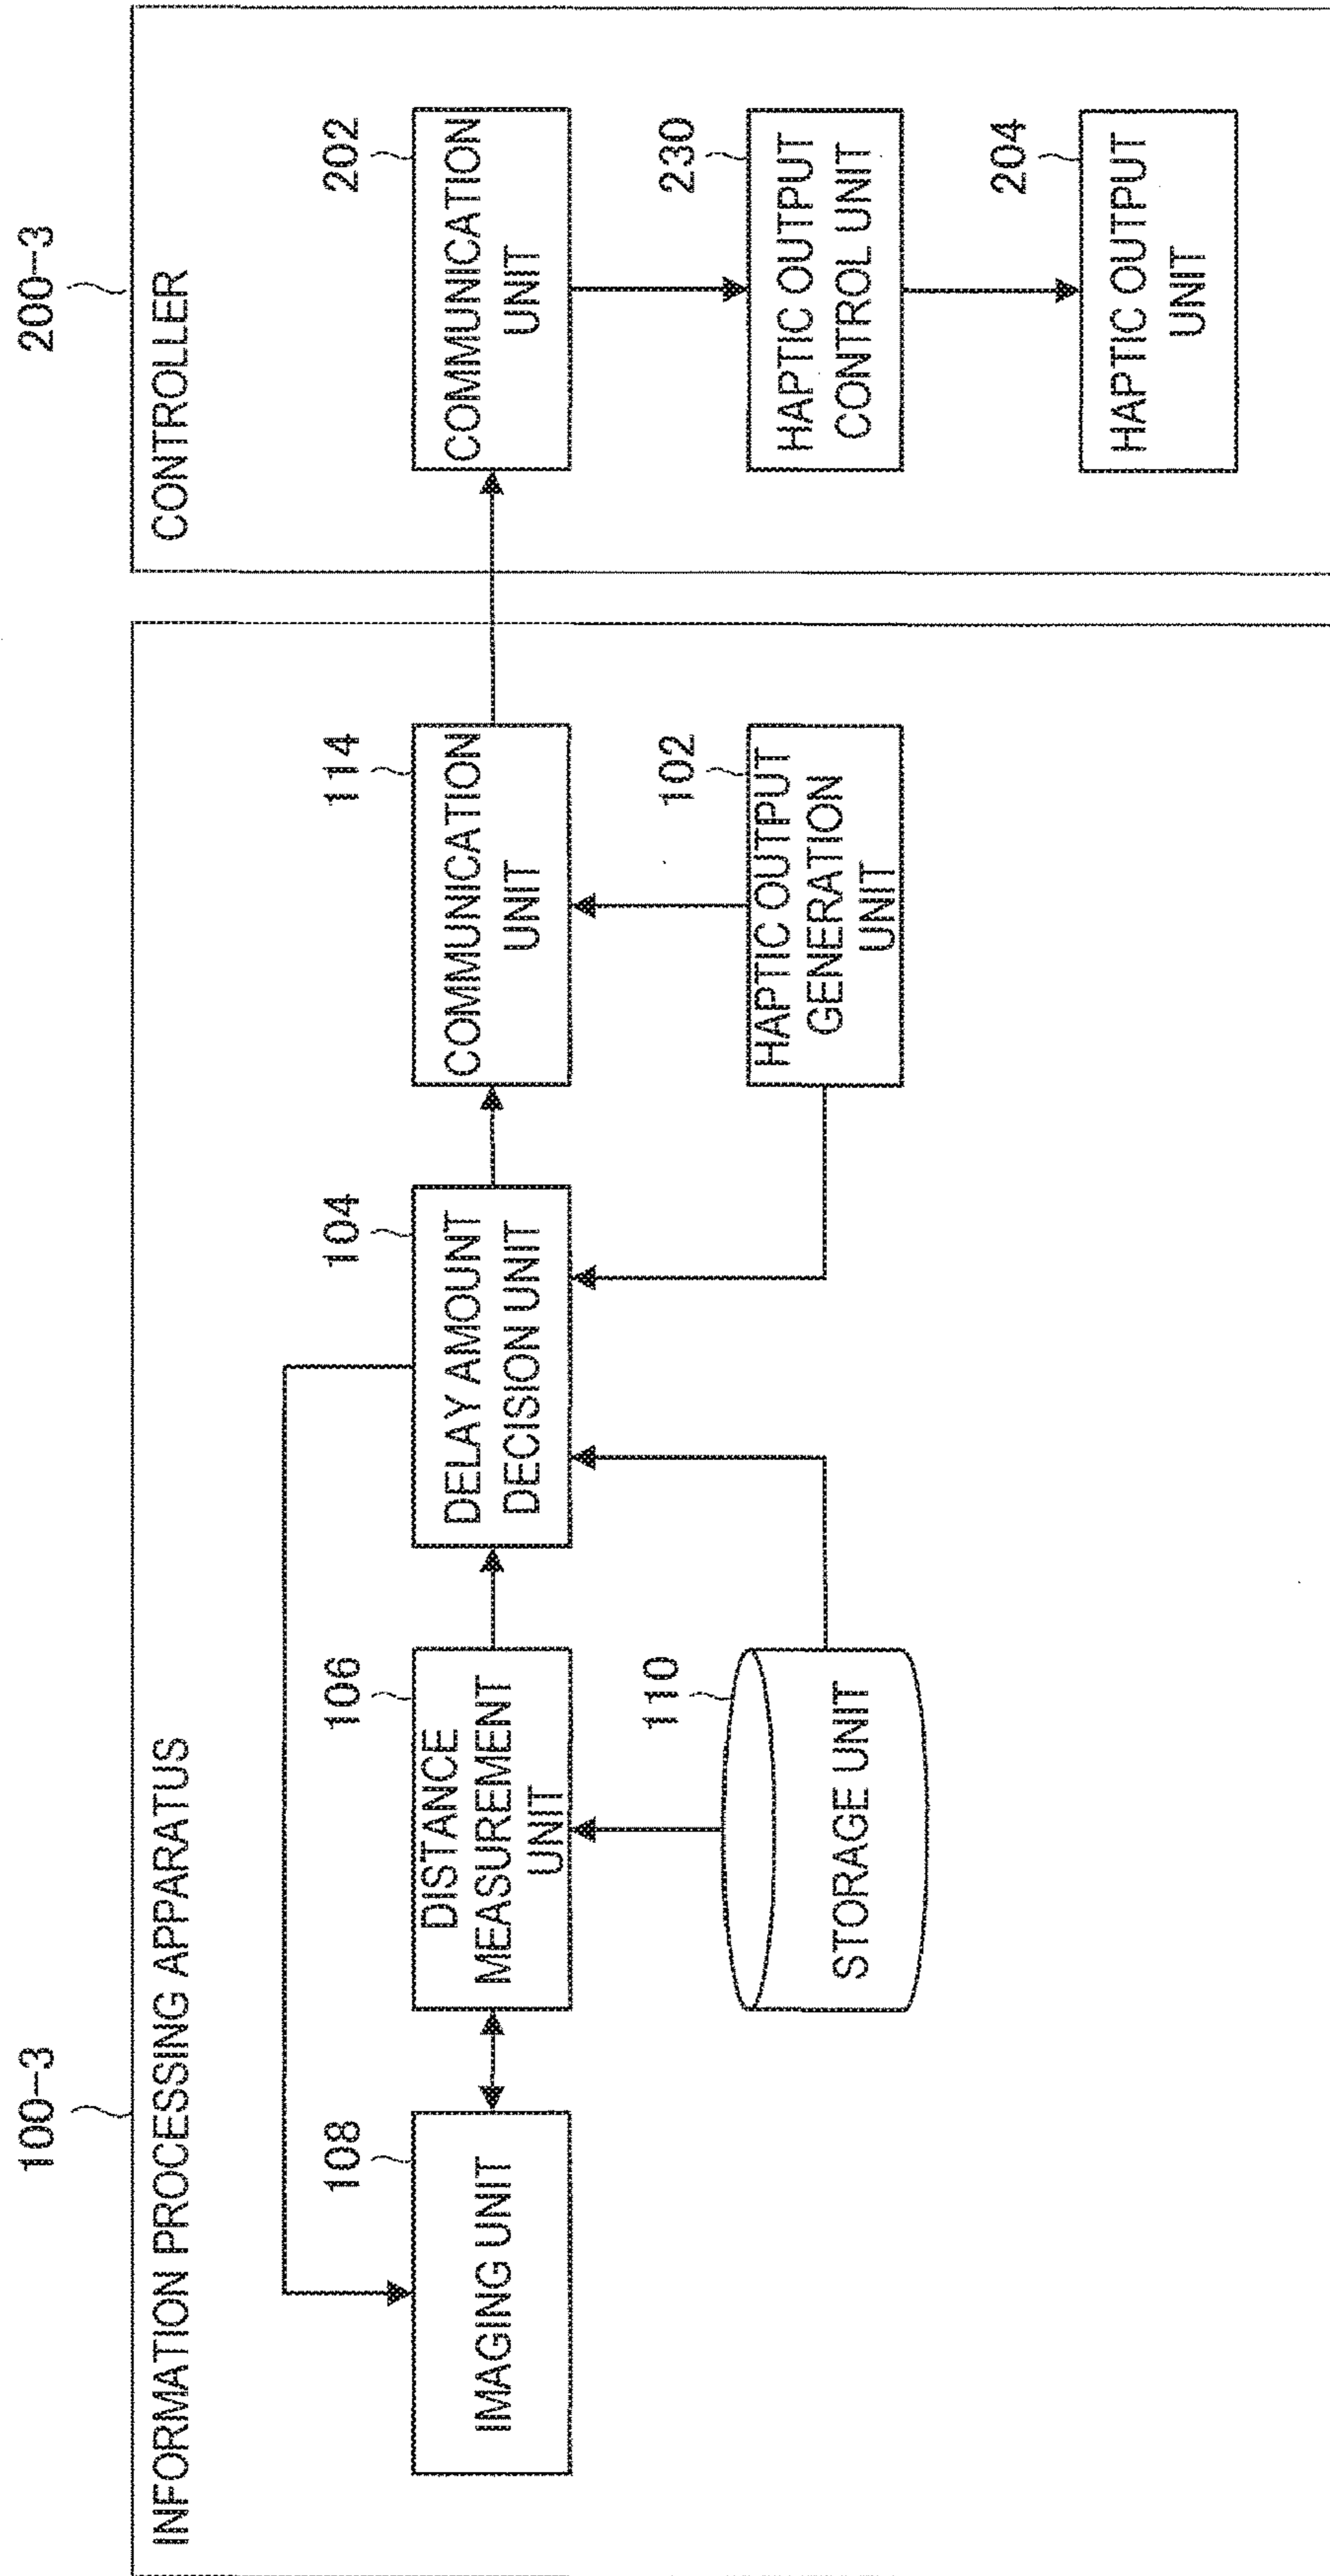 100-3
INFORMATION PROCESSING APPARATUS
108
IMAGING UNIT
106
DISTANCE
MEASUREMENT
UNIT
104
DELAY AMOUNT
DECISION UNIT
114
COMMUNICATION
UNIT
110
STORAGE UNIT
102
HAPTIC OUTPUT
GENERATION
UNIT
200-3
CONTROLLER
202
COMMUNICATION
UNIT
230
HAPTIC OUTPUT
CONTROL UNIT
204
HAPTIC OUTPUT
UNIT